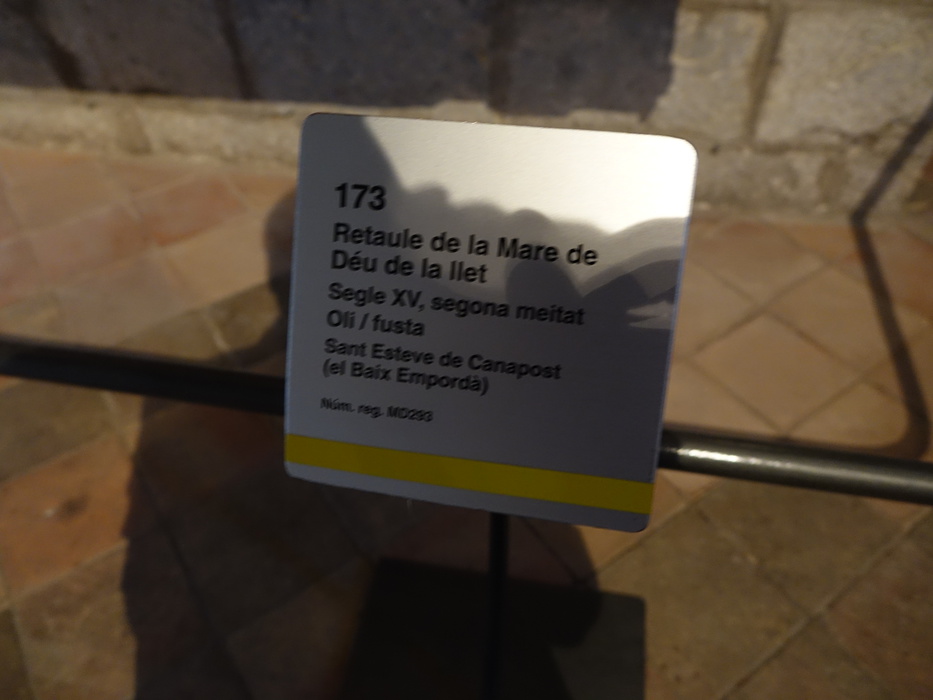 173
Retaule de la Mare de
Déu de la llet
Segle XV, segona meitat
Oli / fusta
Sant Esteve de Canapost
(el Baix Empordà)
Núm. reg. MD293